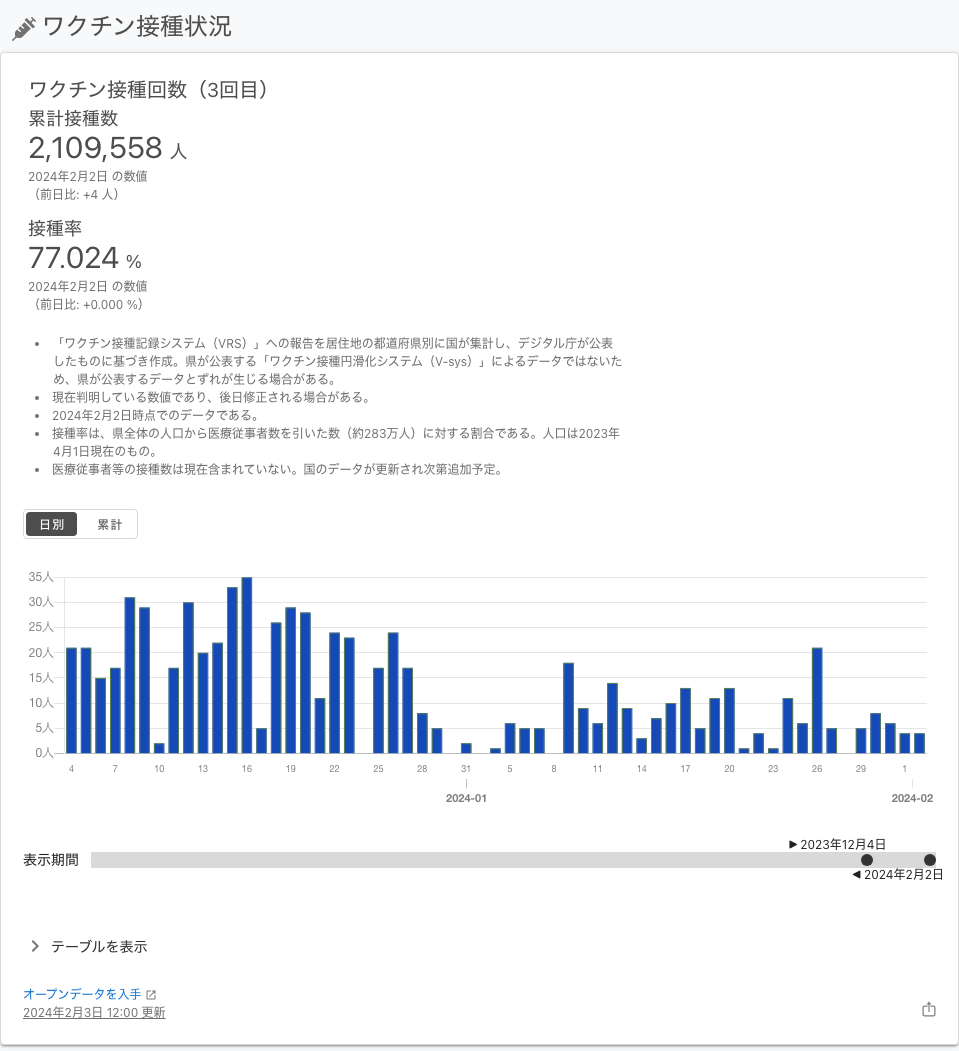 ワクチン接種状況
ワクチン接種回数（3回目）
累計接種数
2,109,558 人
2024年2月2日 の数値
（前日比: +4 人）
接種率
77.024 %
2024年2月2日 の数値
（前日比: +0.000 %）
• 「ワクチン接種記録システム（VRS）」への報告を居住地の都道府県別に国が集計し、デジタル庁が公表
したものに基づき作成。県が公表する「ワクチン接種円滑化システム（V-sys）」によるデータではないた
め、県が公表するデータとずれが生じる場合がある。
• 現在判明している数値であり、後日修正される場合がある。
• 2024年2月2日時点でのデータである。
• 接種率は、県全体の人口から医療従事者数を引いた数（約283万人）に対する割合である。人口は2023年
4月1日現在のもの。
• 医療従事者等の接種数は現在含まれていない。国のデータが更新され次第追加予定。
日別 累計
35人
30人
25人
20人
15人
10人
5人
0人
4 7 10 13 16 19 22 25 28 31 5 8 11 14 17 20 23 26 29 1
2024-01 2024-02
▶ 2023年12月4日
表示期間
◀ 2024年2月2日
テーブルを表示
オープンデータを入手
2024年2月3日 12:00 更新